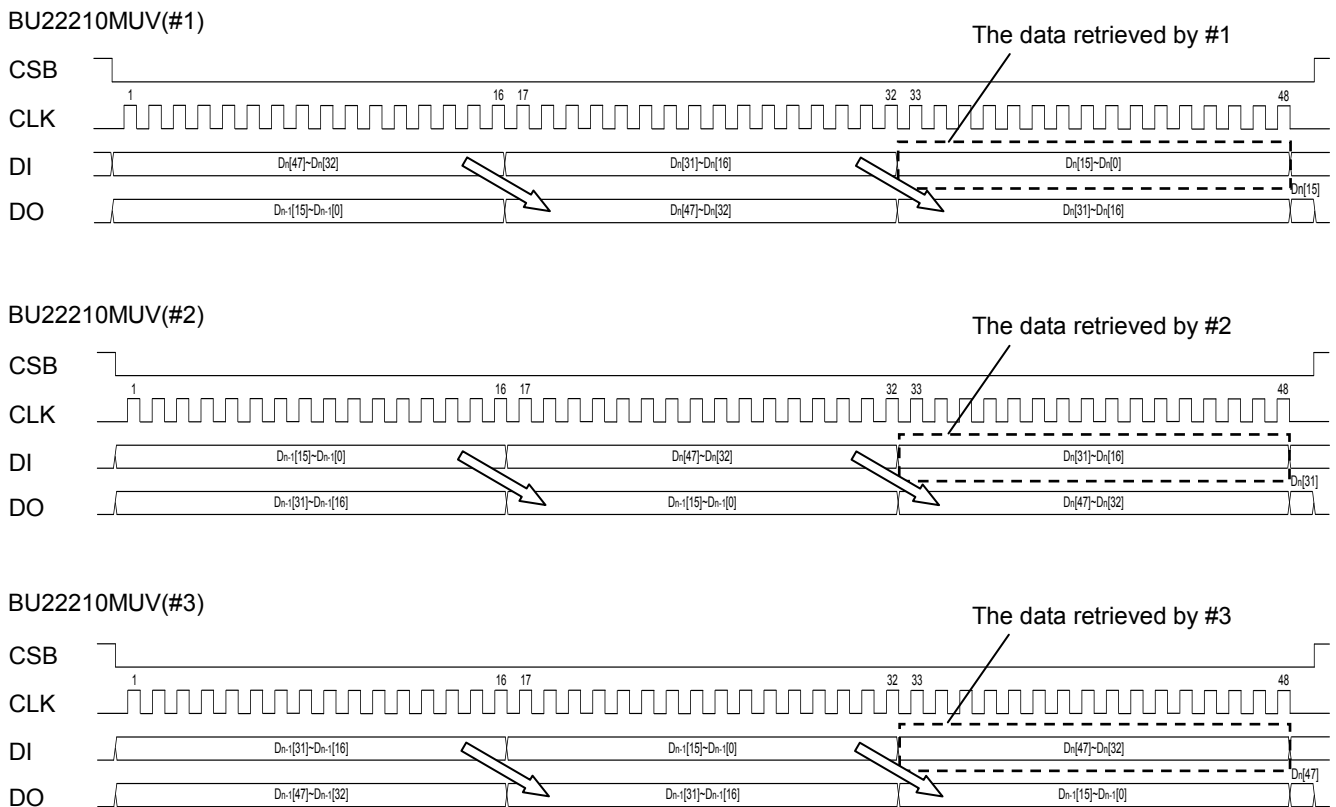 BU22210MUV(#1)
The data retrieved by #1
CSB
1 16 17 32 33 48
CLK
DI Dn[47]~Dn[32] Dn[31]~Dn[16] Dn[15]~Dn[0]
Dn[15]
DO Dn-1[15]~Dn-1[0] Dn[47]~Dn[32] Dn[31]~Dn[16]
BU22210MUV(#2)
The data retrieved by #2
CSB
1 16 17 32 33 48
CLK
DI Dn-1[15]~Dn-1[0] Dn[47]~Dn[32] Dn[31]~Dn[16]
Dn[31]
DO Dn-1[31]~Dn-1[16] Dn-1[15]~Dn-1[0] Dn[47]~Dn[32]
BU22210MUV(#3)
The data retrieved by #3
CSB
1 16 17 32 33 48
CLK
DI Dn-1[31]~Dn-1[16] Dn-1[15]~Dn-1[0] Dn[47]~Dn[32]
Dn[47]
DO Dn-1[47]~Dn-1[32] Dn-1[31]~Dn-1[16] Dn-1[15]~Dn-1[0]